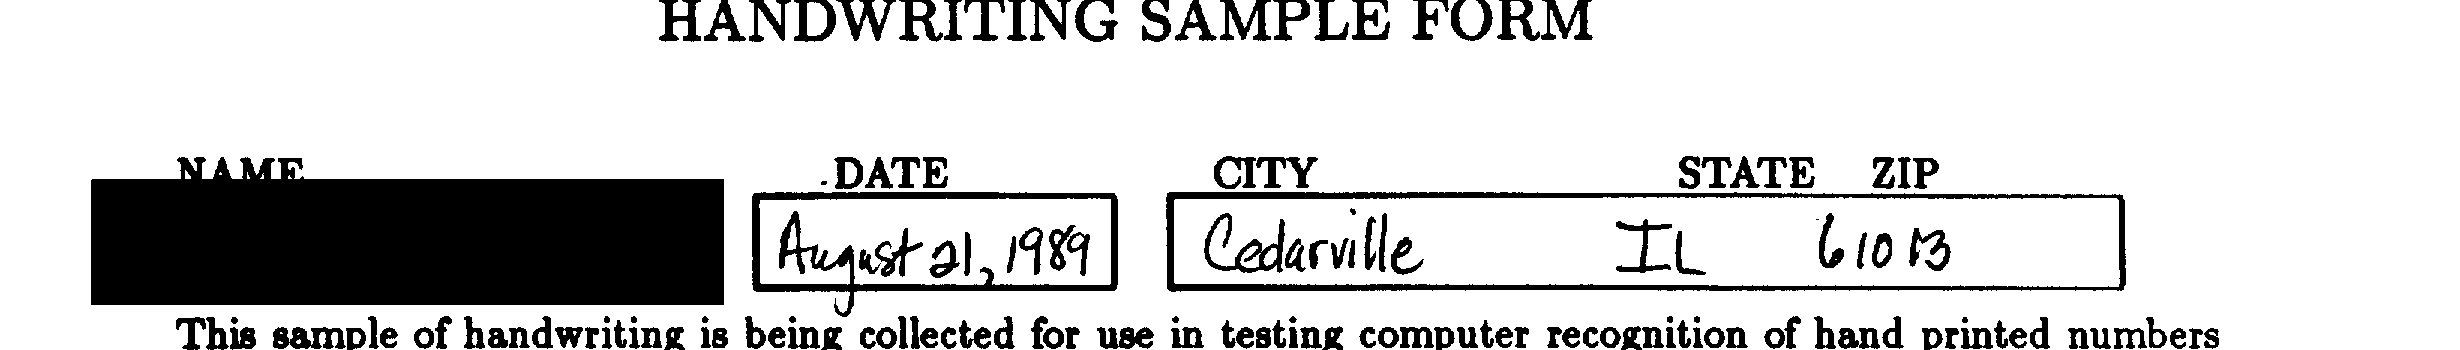 HANDWRITING SAMPLE FORM
NAME DATE CITY STATE ZIP
August 21, 1989 Cedarville IL 61013
This sample of handwriting is being collected for use in testing computer recognition of hand printed numbers